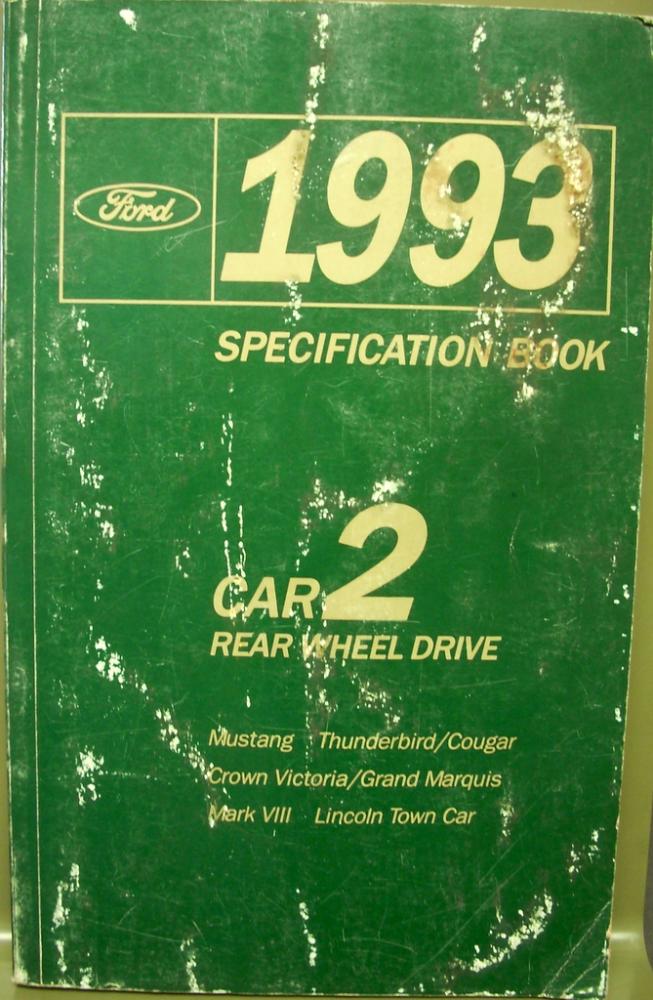 Ford
1993
SPECIFICATION BOOK
CAR 2
REAR WHEEL DRIVE
Mustang Thunderbird/Cougar
Crown Victoria/Grand Marquis
Mark VIII Lincoln Town Car